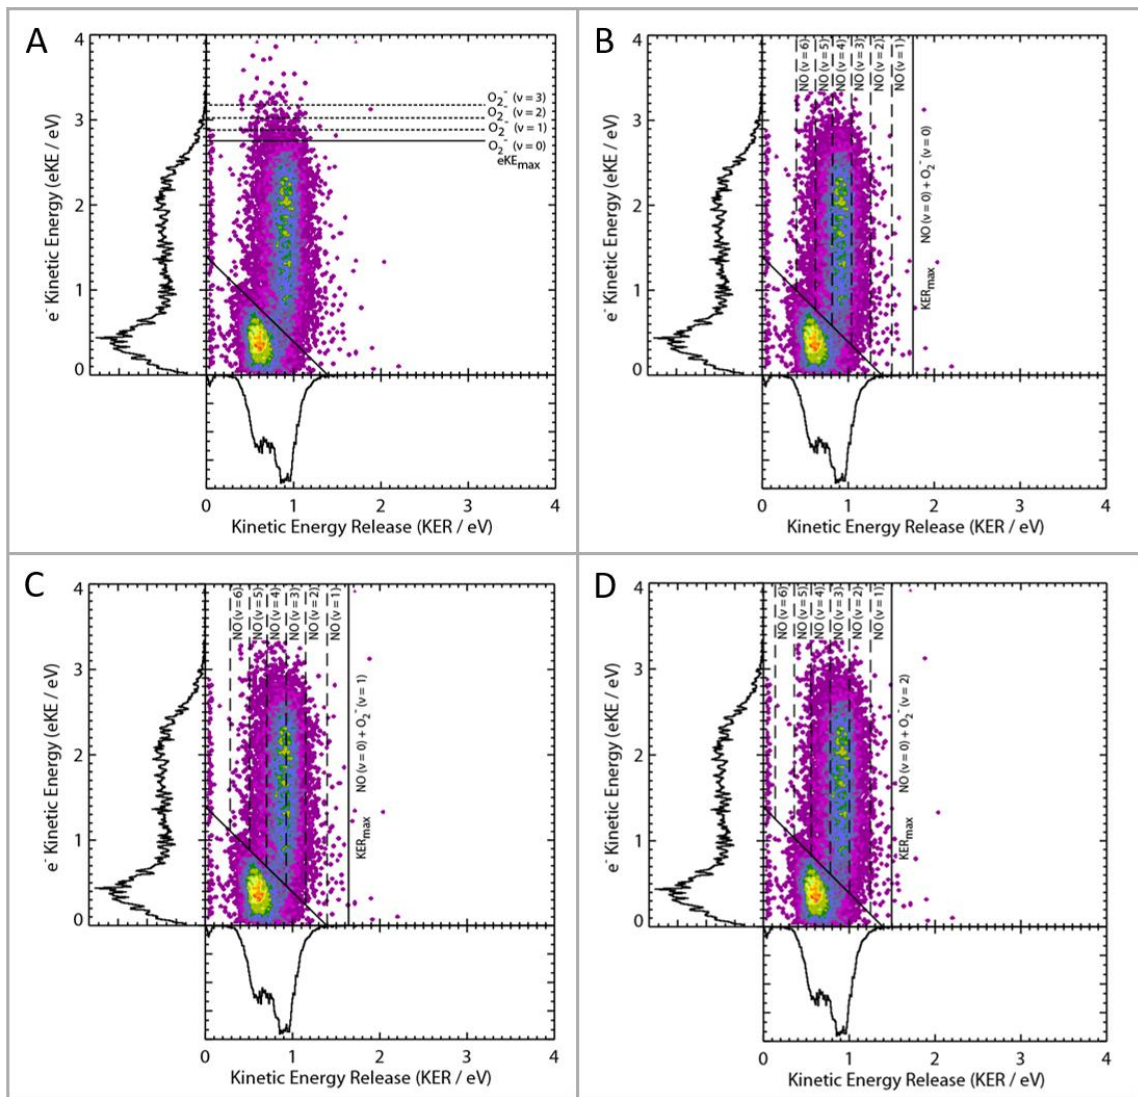 A
4
3
2
1
0
e⁻ Kinetic Energy (eKE / eV)
O₂⁻ (v = 3)
O₂⁻ (v = 2)
O₂⁻ (v = 1)
O₂⁻ (v = 0)
eKEmax
0 1 2 3 4
Kinetic Energy Release (KER / eV)
B
4
3
2
1
0
e⁻ Kinetic Energy (eKE / eV)
NO (v = 6)
NO (v = 5)
NO (v = 4)
NO (v = 3)
NO (v = 2)
NO (v = 1)
KERmax NO (v = 0) + O₂⁻ (v = 0)
0 1 2 3 4
Kinetic Energy Release (KER / eV)
C
4
3
2
1
0
e⁻ Kinetic Energy (eKE / eV)
NO (v = 6)
NO (v = 5)
NO (v = 4)
NO (v = 3)
NO (v = 2)
NO (v = 1)
KERmax NO (v = 0) + O₂⁻ (v = 1)
0 1 2 3 4
Kinetic Energy Release (KER / eV)
D
4
3
2
1
0
e⁻ Kinetic Energy (eKE / eV)
NO (v = 6)
NO (v = 5)
NO (v = 4)
NO (v = 3)
NO (v = 2)
NO (v = 1)
KERmax NO (v = 0) + O₂⁻ (v = 2)
0 1 2 3 4
Kinetic Energy Release (KER / eV)